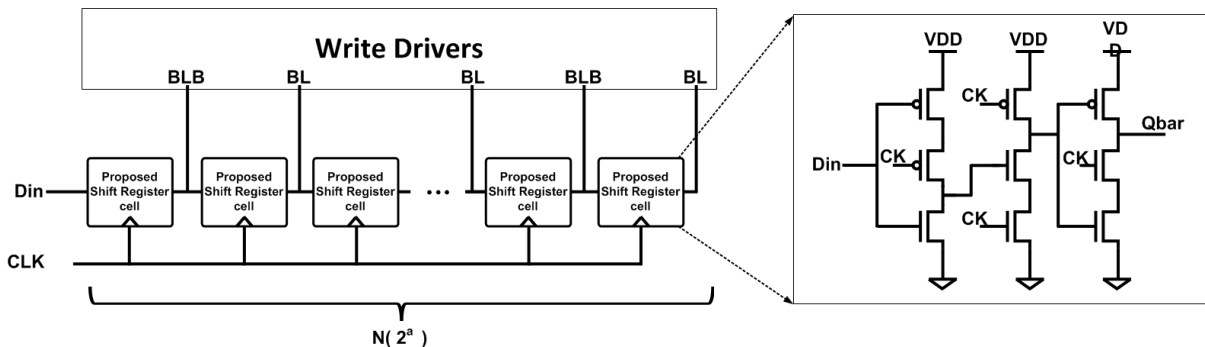 Write Drivers
BLB
BL
BL
BLB
BL
Din
Proposed
Shift Register
cell
Proposed
Shift Register
cell
Proposed
Shift Register
cell
...
Proposed
Shift Register
cell
Proposed
Shift Register
cell
CLK
N( 2ᵃ )
VDD
VDD
VD
D
CK
Qbar
Din
CK
CK
CK